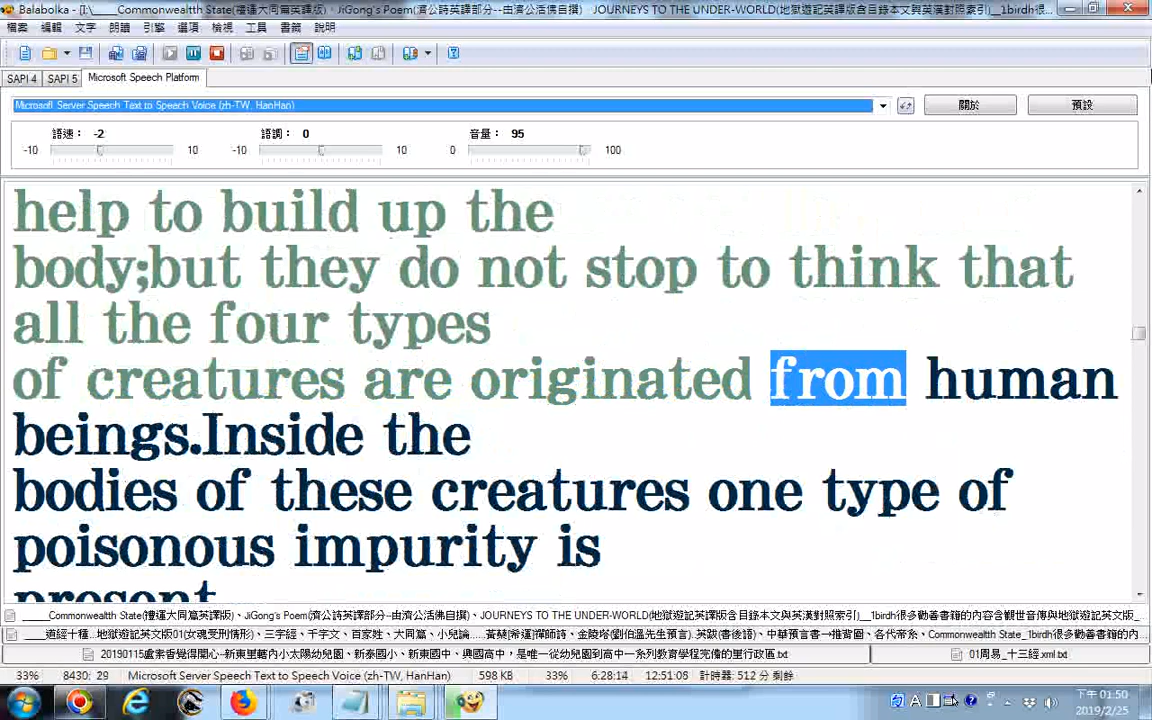 Balabolka - [I:\_____Commonwealtth State(禮運大同篇英譯版)、JiGong's Poem(濟公詩英譯部分--由濟公活佛自撰) 、JOURNEYS TO THE UNDER-WORLD(地獄遊記英譯版含目錄本文與英漢對照索引)__1birdh很...
檔案 編輯 文字 朗讀 引擎 選項 檢視 工具 書籤 說明
SAPI 4 SAPI 5 Microsoft Speech Platform
Microsoft Server Speech Text to Speech Voice (zh-TW, HanHan)
關於 預設
語速： -2 語調： 0 音量： 95
-10 10 -10 10 0 100
help to build up the
body;but they do not stop to think that
all the four types
of creatures are originated from human
beings.Inside the
bodies of these creatures one type of
poisonous impurity is
present
_____Commonwealtth State(禮運大同篇英譯版)、JiGong's Poem(濟公詩英譯部分--由濟公活佛自撰) 、JOURNEYS TO THE UNDER-WORLD(地獄遊記英譯版含目錄本文與英漢對照索引)__1birdh很多勸善書籍的內容含觀世音傳與地獄遊記英文版_
_____道經十種...地獄遊記英文版01(女魂受刑情形)、三字經、千字文、百家姓、大同篇、小兒論......黃蘗[希運]禪師詩、金陵塔(劉伯溫先生預言)、中華預言書一推背圖、各代帝系、Commonwealtth State_1birdh很多勸善書籍的內...
20190115盧素香覺得開心--新東里轄內小太陽幼兒園、新泰國小、新東國中、興國高中，是唯一從幼兒園到高中一系列教育學程完備的里行政區.txt 01周易_十三經.xml.txt
33% 8430: 29 Microsoft Server Speech Text to Speech Voice (zh-TW, HanHan) 598 KB 33% 6:28:14 12:51:08 計時器: 512 分 剩餘
下午 01:50
2019/2/25